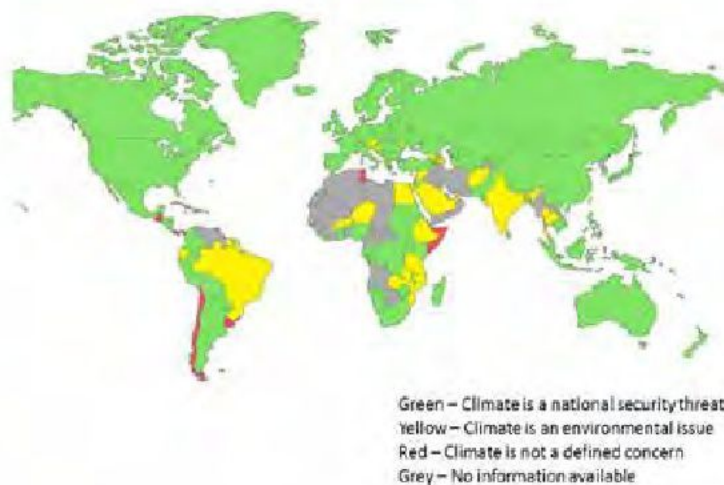 Green – Climate is a national security threat
Yellow – Climate is an environmental issue
Red – Climate is not a defined concern
Grey – No information available